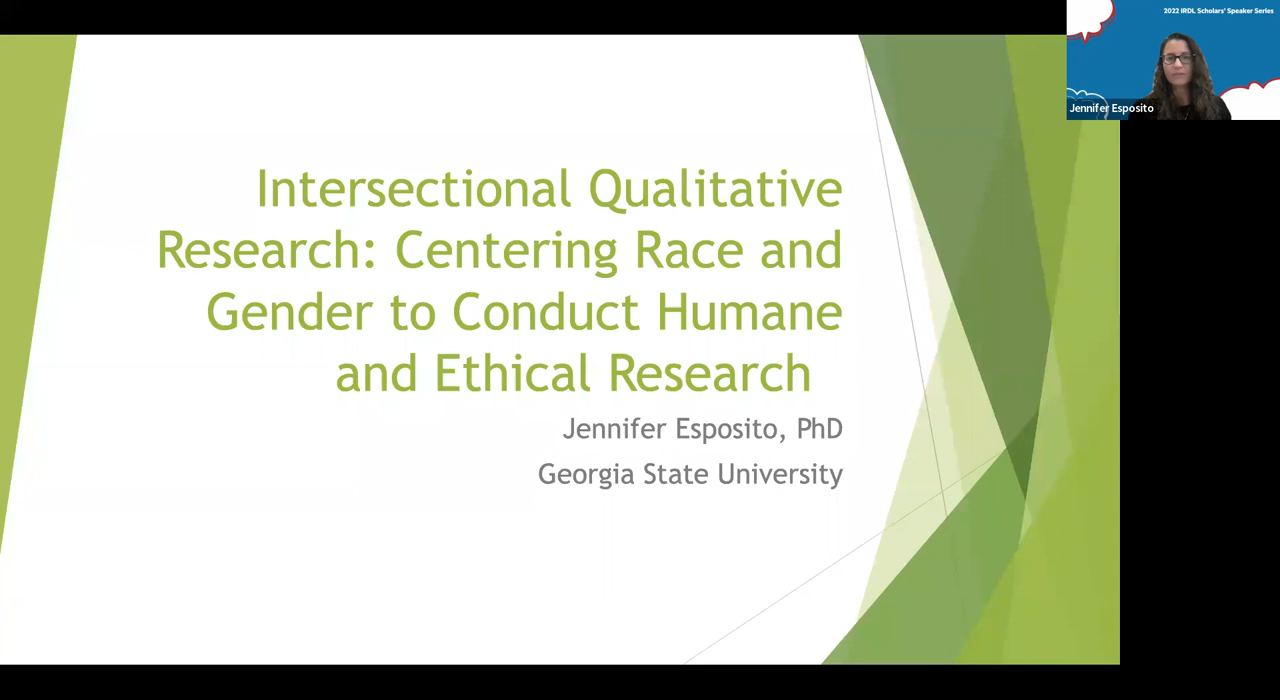 2022 IRDL Scholars' Speaker Series
Jennifer Esposito
Intersectional Qualitative
Research: Centering Race and
Gender to Conduct Humane
and Ethical Research
Jennifer Esposito, PhD
Georgia State University